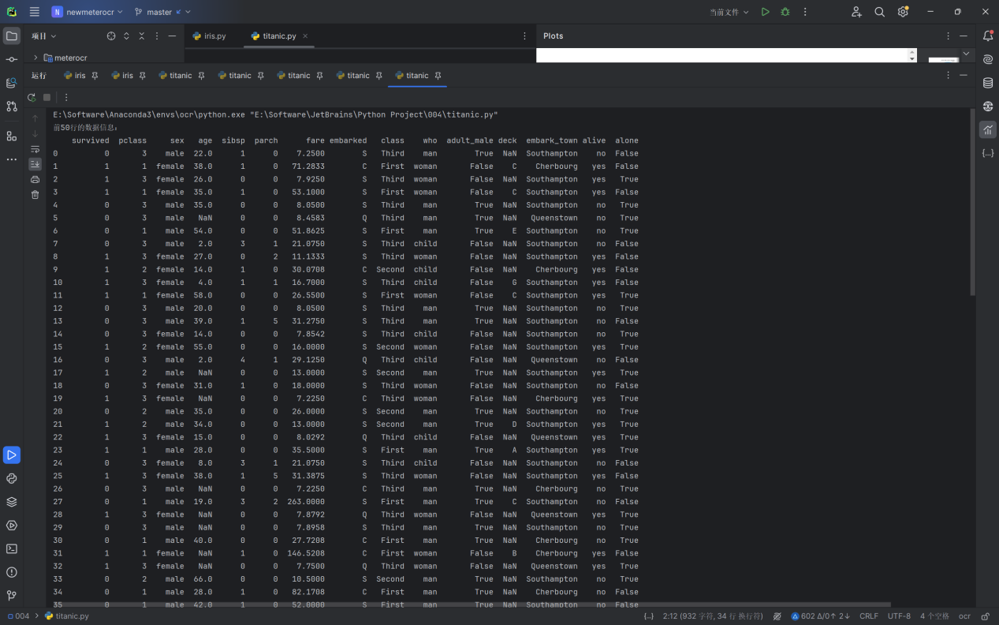 newmeterocr
master
当前文件
项目
iris.py
titanic.py
Plots
meterocr
运行
iris
iris
titanic
titanic
titanic
titanic
titanic
E:\Software\Anaconda3\envs\ocr\python.exe "E:\Software\JetBrains\Python Project\004\titanic.py"
前50行的数据信息:
survived pclass sex age sibsp parch fare embarked class who adult_male deck embark_town alive alone
0 0 3 male 22.0 1 0 7.2500 S Third man True NaN Southampton no False
1 1 1 female 38.0 1 0 71.2833 C First woman False C Cherbourg yes False
2 1 3 female 26.0 0 0 7.9250 S Third woman False NaN Southampton yes True
3 1 1 female 35.0 1 0 53.1000 S First woman False C Southampton yes False
4 0 3 male 35.0 0 0 8.0500 S Third man True NaN Southampton no True
5 0 3 male NaN 0 0 8.4583 Q Third man True NaN Queenstown no True
6 0 1 male 54.0 0 0 51.8625 S First man True E Southampton no True
7 0 3 male 2.0 3 1 21.0750 S Third child False NaN Southampton no False
8 1 3 female 27.0 0 2 11.1333 S Third woman False NaN Southampton yes False
9 1 2 female 14.0 1 0 30.0708 C Second child False NaN Cherbourg yes False
10 1 3 female 4.0 1 1 16.7000 S Third child False G Southampton yes False
11 1 1 female 58.0 0 0 26.5500 S First woman False C Southampton yes True
12 0 3 male 20.0 0 0 8.0500 S Third man True NaN Southampton no True
13 0 3 male 39.0 1 5 31.2750 S Third man True NaN Southampton no False
14 0 3 female 14.0 0 0 7.8542 S Third child False NaN Southampton no True
15 1 2 female 55.0 0 0 16.0000 S Second woman False NaN Southampton yes True
16 0 3 male 2.0 4 1 29.1250 Q Third child False NaN Queenstown no False
17 1 2 male NaN 0 0 13.0000 S Second man True NaN Southampton yes True
18 0 3 female 31.0 1 0 18.0000 S Third woman False NaN Southampton no False
19 1 3 female NaN 0 0 7.2250 C Third woman False NaN Cherbourg yes True
20 0 2 male 35.0 0 0 26.0000 S Second man True NaN Southampton no True
21 1 2 male 34.0 0 0 13.0000 S Second man True D Southampton yes True
22 1 3 female 15.0 0 0 8.0292 Q Third child False NaN Queenstown yes True
23 1 1 male 28.0 0 0 35.5000 S First man True A Southampton yes True
24 0 3 female 8.0 3 1 21.0750 S Third child False NaN Southampton no False
25 1 3 female 38.0 1 5 31.3875 S Third woman False NaN Southampton yes False
26 0 3 male NaN 0 0 7.2250 C Third man True NaN Cherbourg no True
27 0 1 male 19.0 3 2 263.0000 S First man True C Southampton no False
28 1 3 female NaN 0 0 7.8792 Q Third woman False NaN Queenstown yes True
29 0 3 male NaN 0 0 7.8958 S Third man True NaN Southampton no True
30 0 1 male 40.0 0 0 27.7208 C First man True NaN Cherbourg no True
31 1 1 female NaN 1 0 146.5208 C First woman False B Cherbourg yes False
32 1 3 female NaN 0 0 7.7500 Q Third woman False NaN Queenstown yes True
33 0 2 male 66.0 0 0 10.5000 S Second man True NaN Southampton no True
34 0 1 male 28.0 1 0 82.1708 C First man True NaN Cherbourg no False
35 0 1 male 42.0 1 0 52.0000 S First man True NaN Southampton no False
004 titanic.py
2:12 (932 字符, 34 行 换行符)
602 Δ/0↑ 2↓
CRLF
UTF-8
4 个空格
ocr